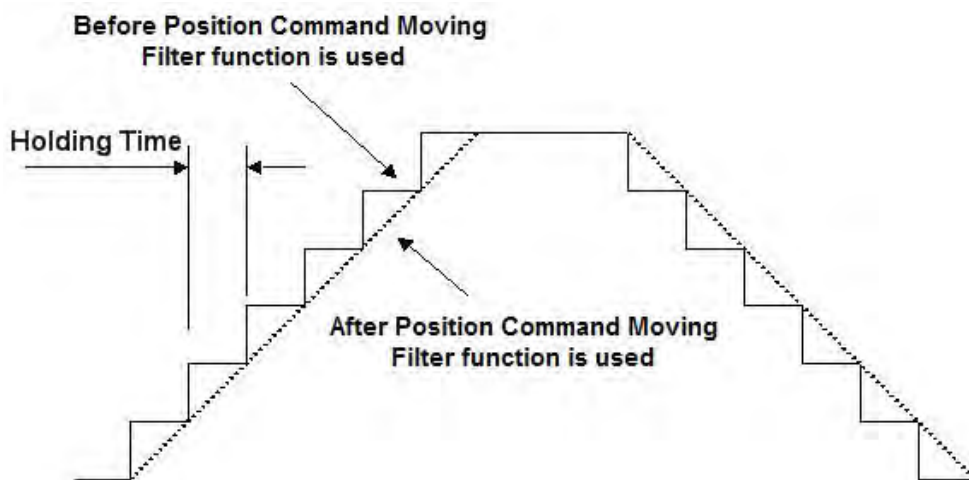 Before Position Command Moving
Filter function is used
Holding Time
After Position Command Moving
Filter function is used